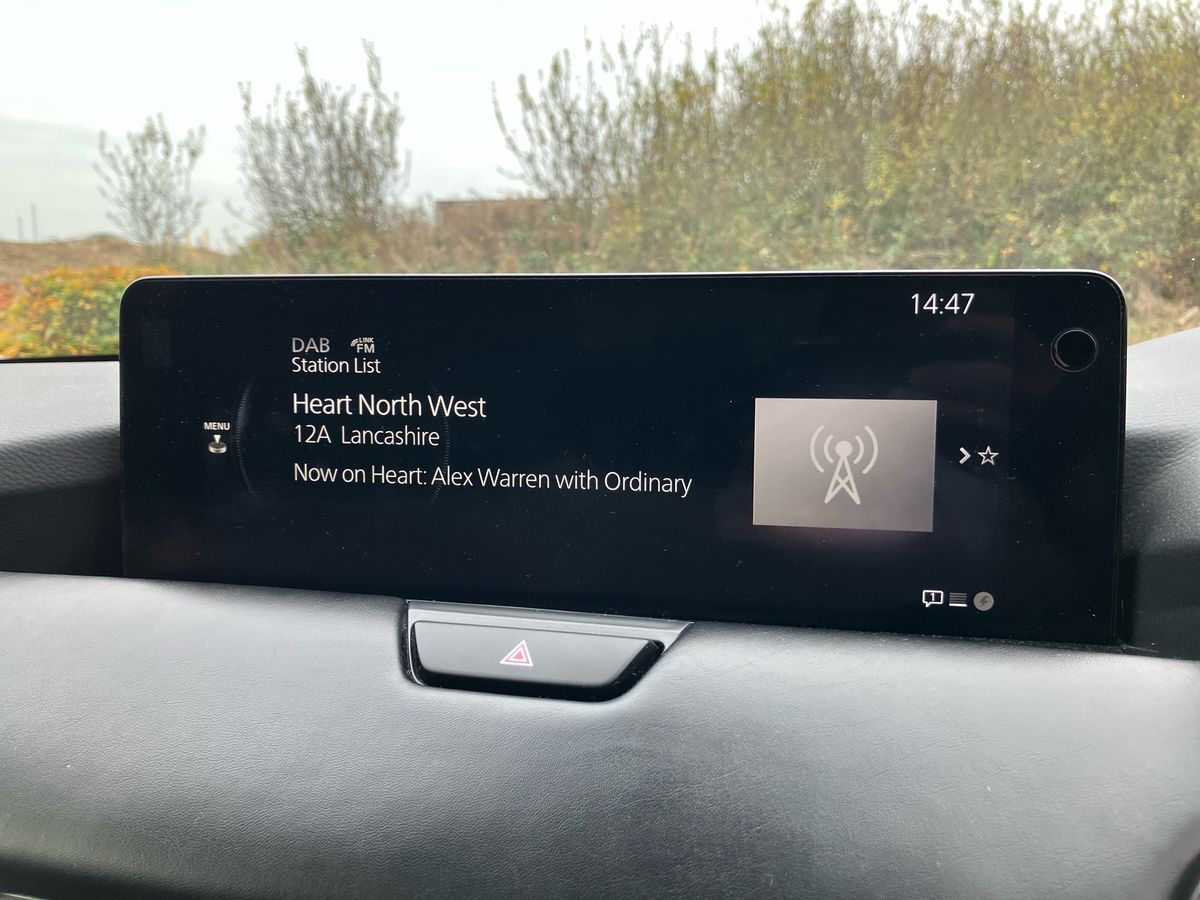 14:47
DAB LINK FM
Station List
Heart North West
MENU
12A Lancashire
Now on Heart: Alex Warren with Ordinary
1